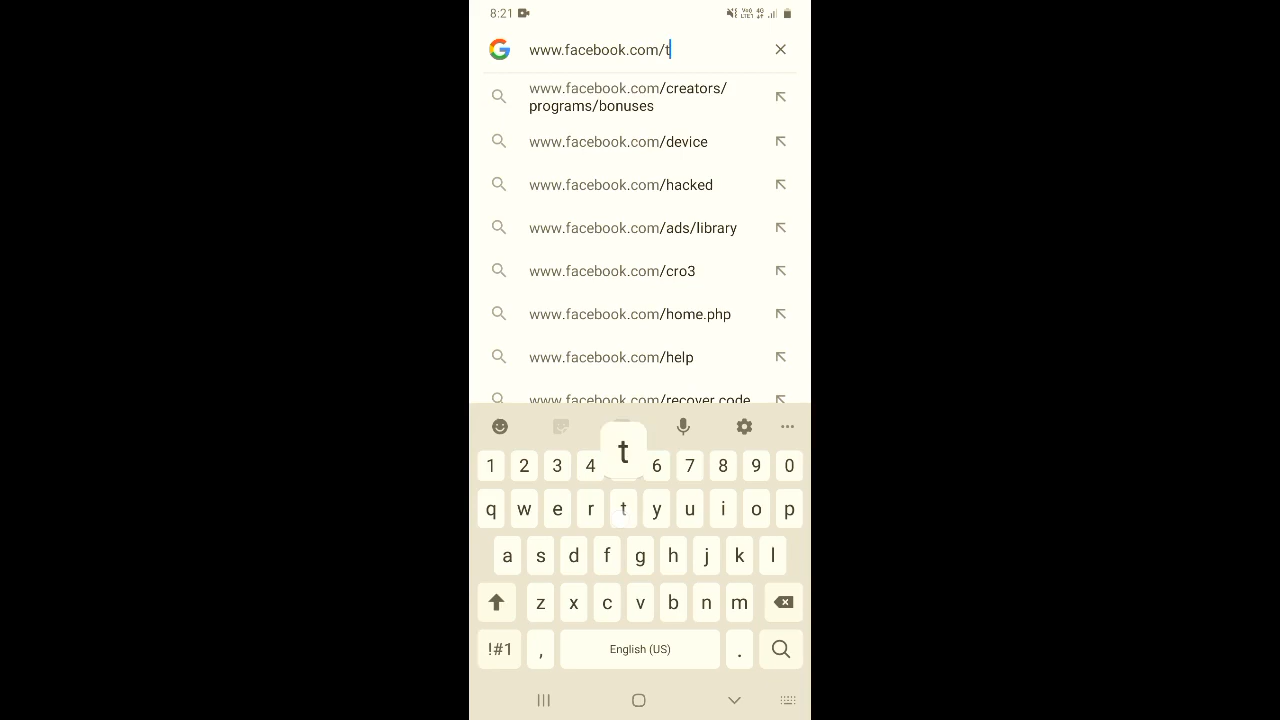 8:21
www.facebook.com/t
www.facebook.com/creators/
programs/bonuses
www.facebook.com/device
www.facebook.com/hacked
www.facebook.com/ads/library
www.facebook.com/cro3
www.facebook.com/home.php
www.facebook.com/help
www.facebook.com/recover code
t
1 2 3 4 6 7 8 9 0
q w e r t y u i o p
a s d f g h j k l
z x c v b n m
!#1 , English (US) .